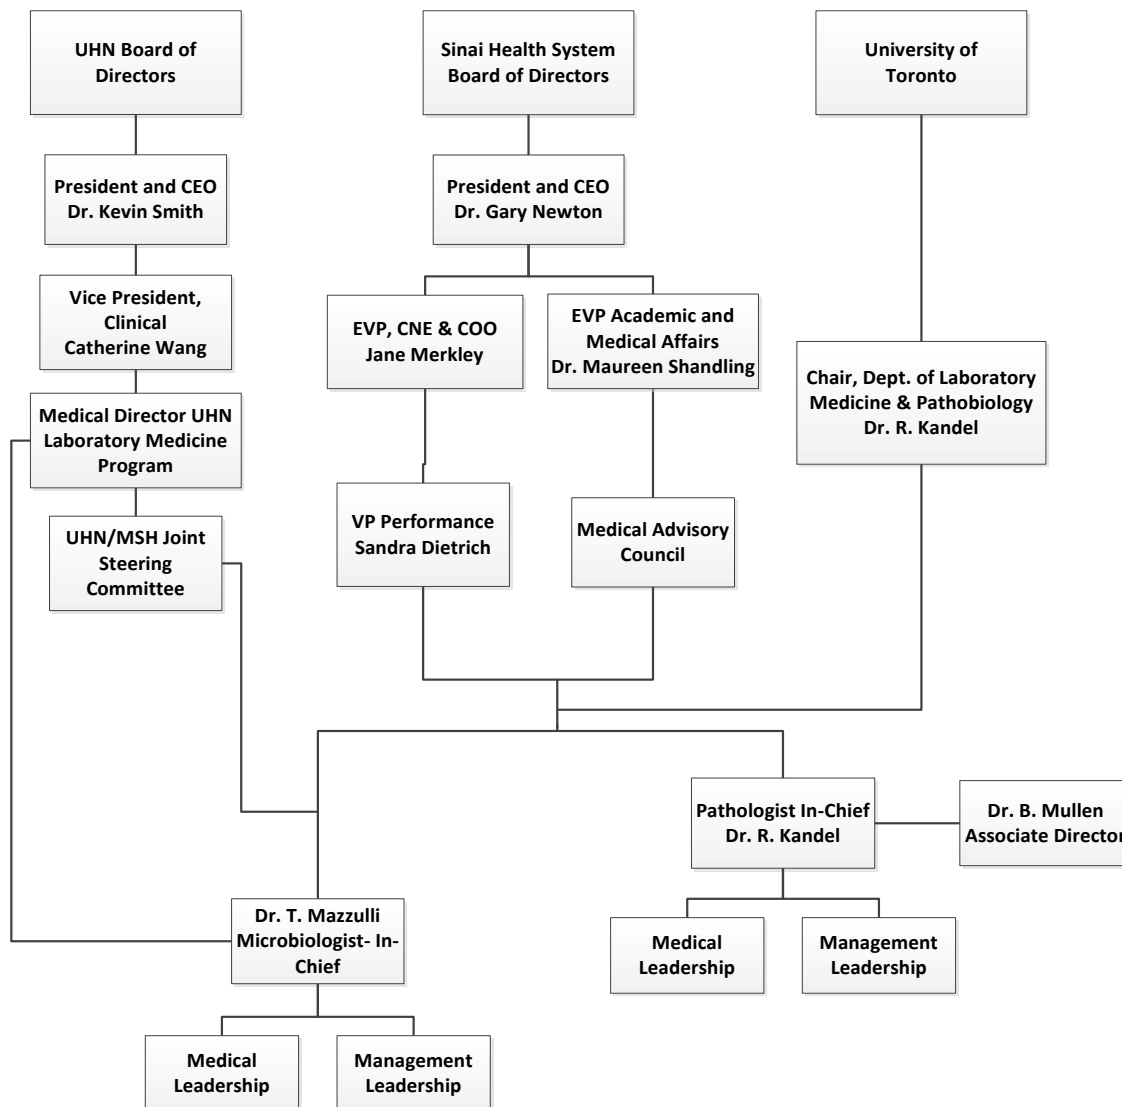 UHN Board of
Directors
Sinai Health System
Board of Directors
University of
Toronto
President and CEO
Dr. Kevin Smith
President and CEO
Dr. Gary Newton
Vice President,
Clinical
Catherine Wang
EVP, CNE & COO
Jane Merkley
EVP Academic and
Medical Affairs
Dr. Maureen Shandling
Chair, Dept. of Laboratory
Medicine & Pathobiology
Dr. R. Kandel
Medical Director UHN
Laboratory Medicine
Program
VP Performance
Sandra Dietrich
Medical Advisory
Council
UHN/MSH Joint
Steering
Committee
Pathologist In-Chief
Dr. R. Kandel
Dr. B. Mullen
Associate Director
Dr. T. Mazzulli
Microbiologist- In-
Chief
Medical
Leadership
Management
Leadership
Medical
Leadership
Management
Leadership